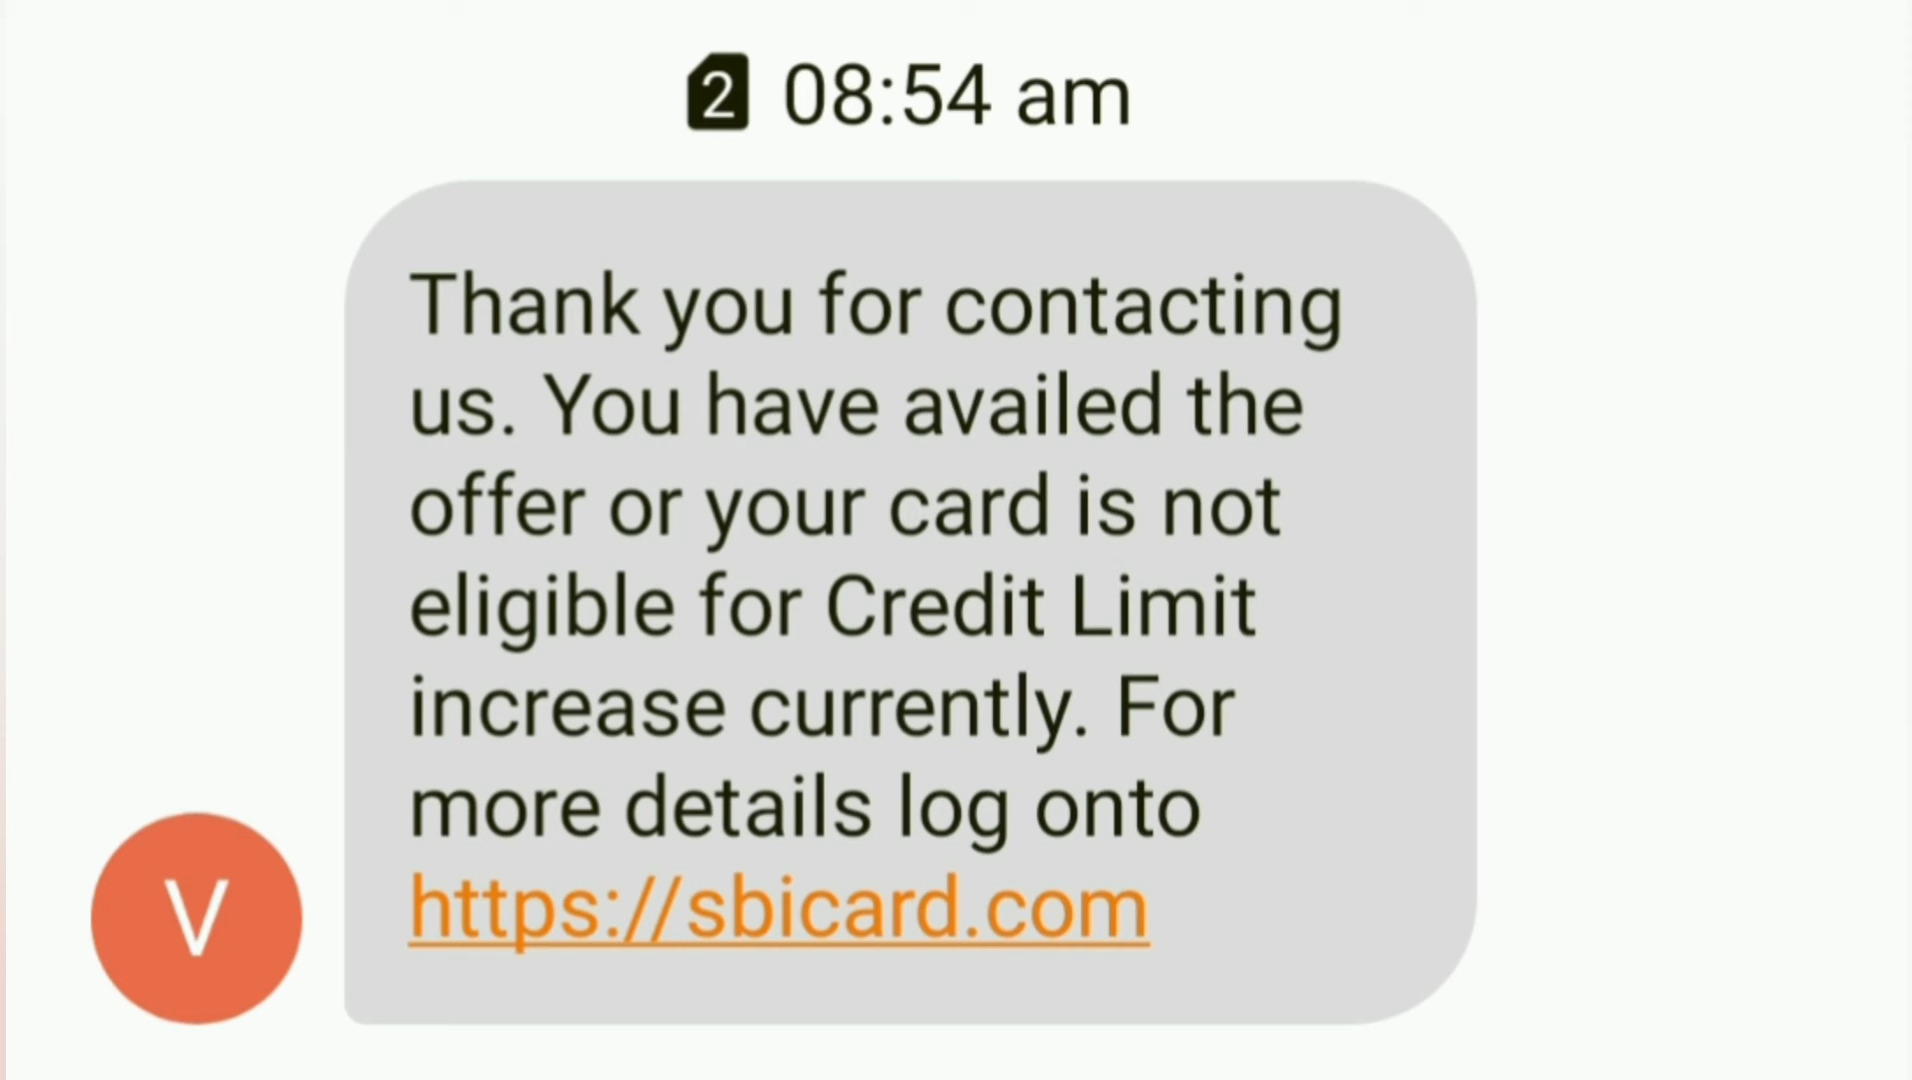 2 08:54 am
Thank you for contacting
us. You have availed the
offer or your card is not
eligible for Credit Limit
increase currently. For
more details log onto
https://sbicard.com
V